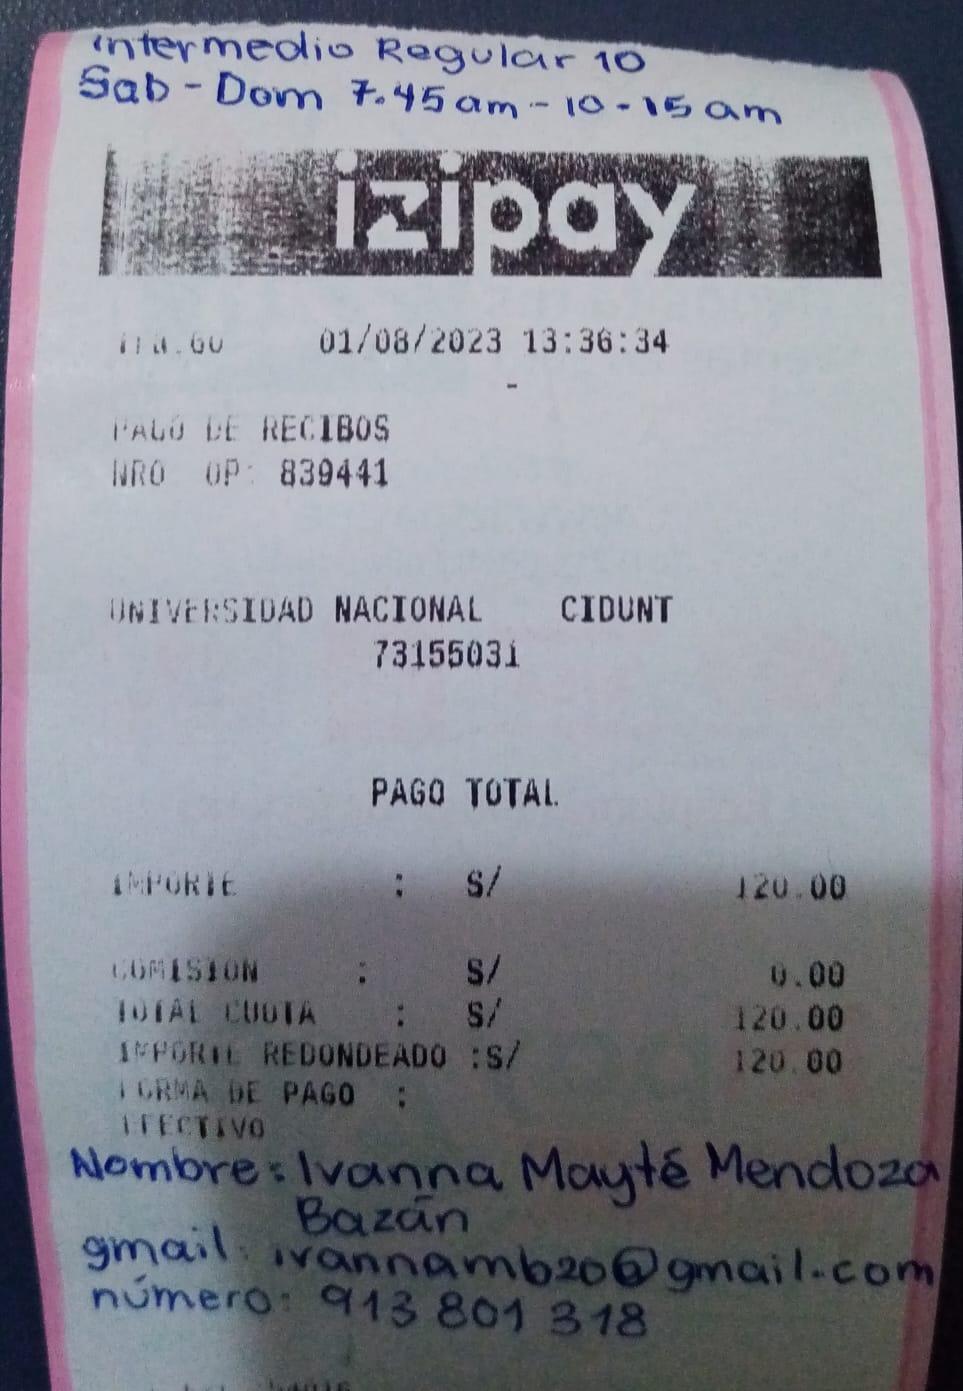 Intermedio Regular 10
Sab - Dom 7.45 am - 10 - 15 am
izipay
01/08/2023 13:36:34
-
PAGO DE RECIBOS
NRO OP: 839441
UNIVERSIDAD NACIONAL CIDUNT
73155031
PAGO TOTAL
IMPORTE : S/ 120.00
COMISION : S/ 0.00
TOTAL CUOTA : S/ 120.00
IMPORTE REDONDEADO :S/ 120.00
FORMA DE PAGO :
EFECTIVO
Nombre: Ivanna Mayté Mendoza
Bazán
gmail: ivannamb20@gmail.com
número: 913 801 318